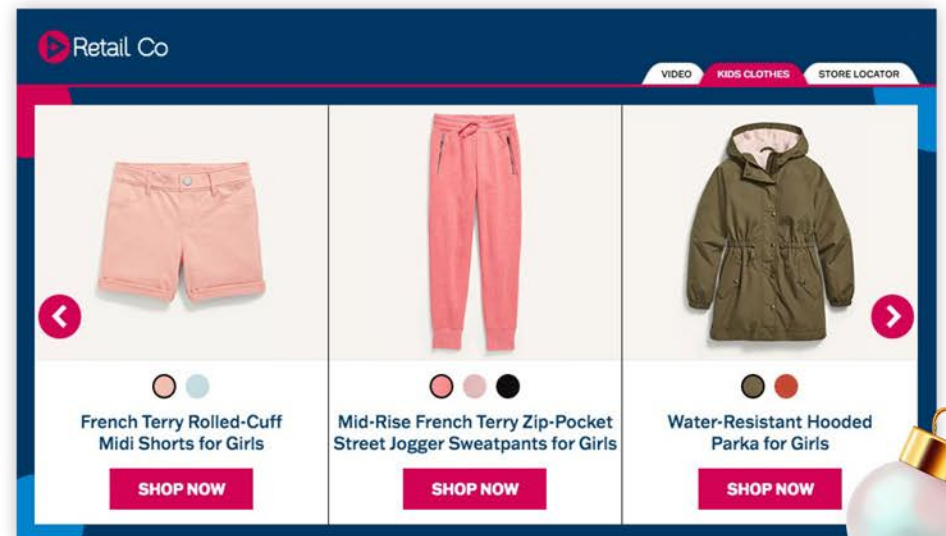 Retail Co
VIDEO
KIDS CLOTHES
STORE LOCATOR
French Terry Rolled-Cuff
Midi Shorts for Girls
SHOP NOW
Mid-Rise French Terry Zip-Pocket
Street Jogger Sweatpants for Girls
SHOP NOW
Water-Resistant Hooded
Parka for Girls
SHOP NOW